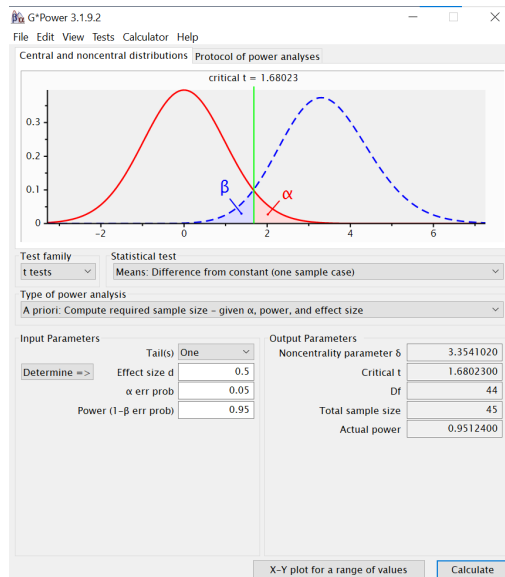 βα G*Power 3.1.9.2
File Edit View Tests Calculator Help
Central and noncentral distributions Protocol of power analyses
critical t = 1.68023
0.3
0.2
0.1
0
β
α
-2 0 2 4 6
Test family Statistical test
t tests Means: Difference from constant (one sample case)
Type of power analysis
A priori: Compute required sample size – given α, power, and effect size
Input Parameters Output Parameters
Tail(s) One Noncentrality parameter δ 3.3541020
Determine => Effect size d 0.5 Critical t 1.6802300
α err prob 0.05 Df 44
Power (1-β err prob) 0.95 Total sample size 45
Actual power 0.9512400
X-Y plot for a range of values Calculate